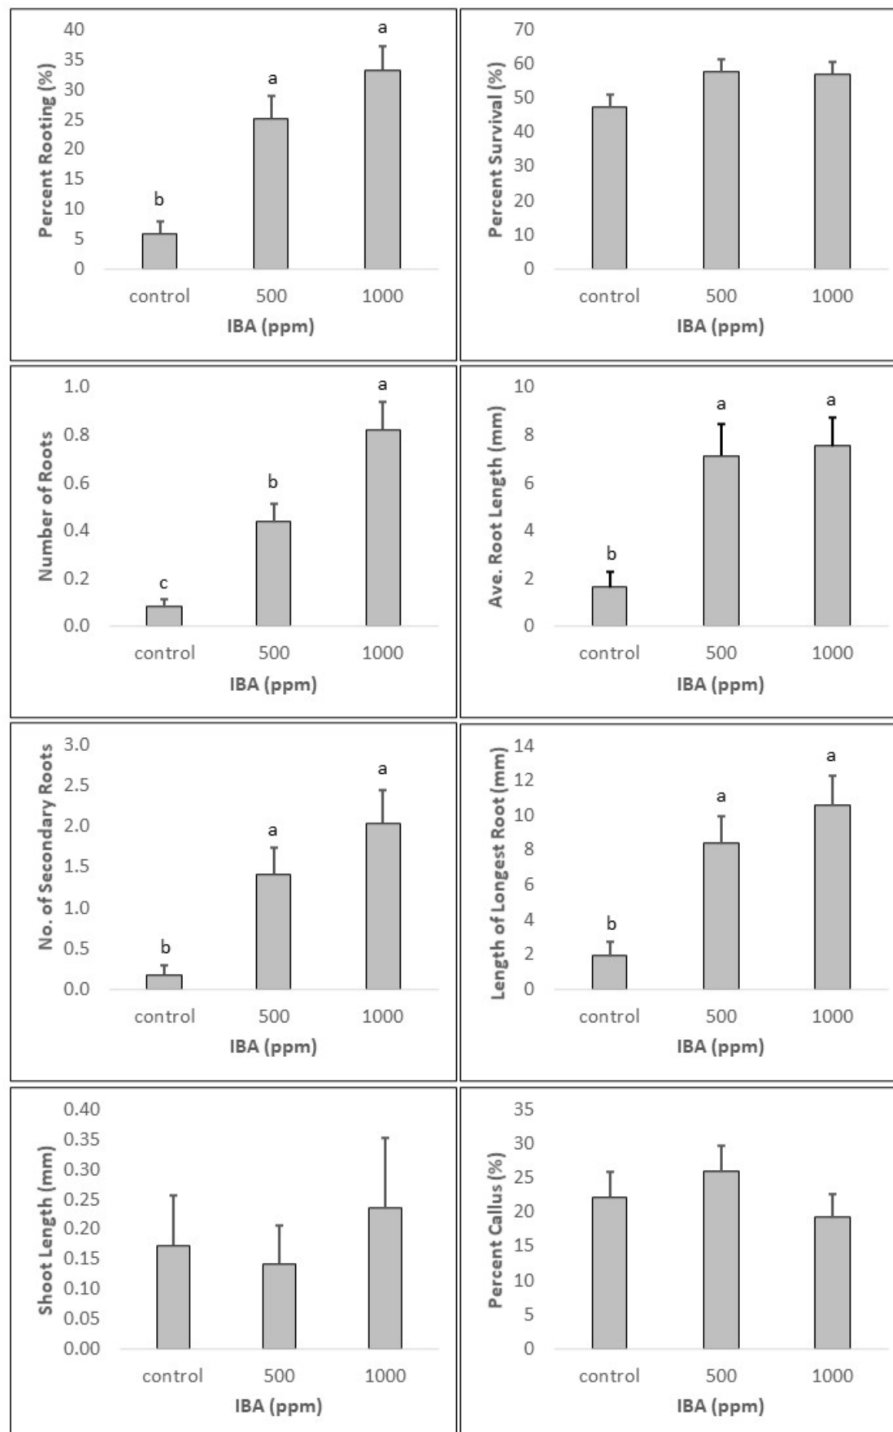 Percent Rooting (%)
40
35
30
25
20
15
10
5
0
b
a
a
control 500 1000
IBA (ppm)
Percent Survival (%)
70
60
50
40
30
20
10
0
control 500 1000
IBA (ppm)
Number of Roots
1.0
0.8
0.6
0.4
0.2
0.0
c
b
a
control 500 1000
IBA (ppm)
Ave. Root Length (mm)
10
8
6
4
2
0
b
a
a
control 500 1000
IBA (ppm)
No. of Secondary Roots
3.0
2.5
2.0
1.5
1.0
0.5
0.0
b
a
a
control 500 1000
IBA (ppm)
Length of Longest Root (mm)
14
12
10
8
6
4
2
0
b
a
a
control 500 1000
IBA (ppm)
Shoot Length (mm)
0.40
0.35
0.30
0.25
0.20
0.15
0.10
0.05
0.00
control 500 1000
IBA (ppm)
Percent Callus (%)
35
30
25
20
15
10
5
0
control 500 1000
IBA (ppm)